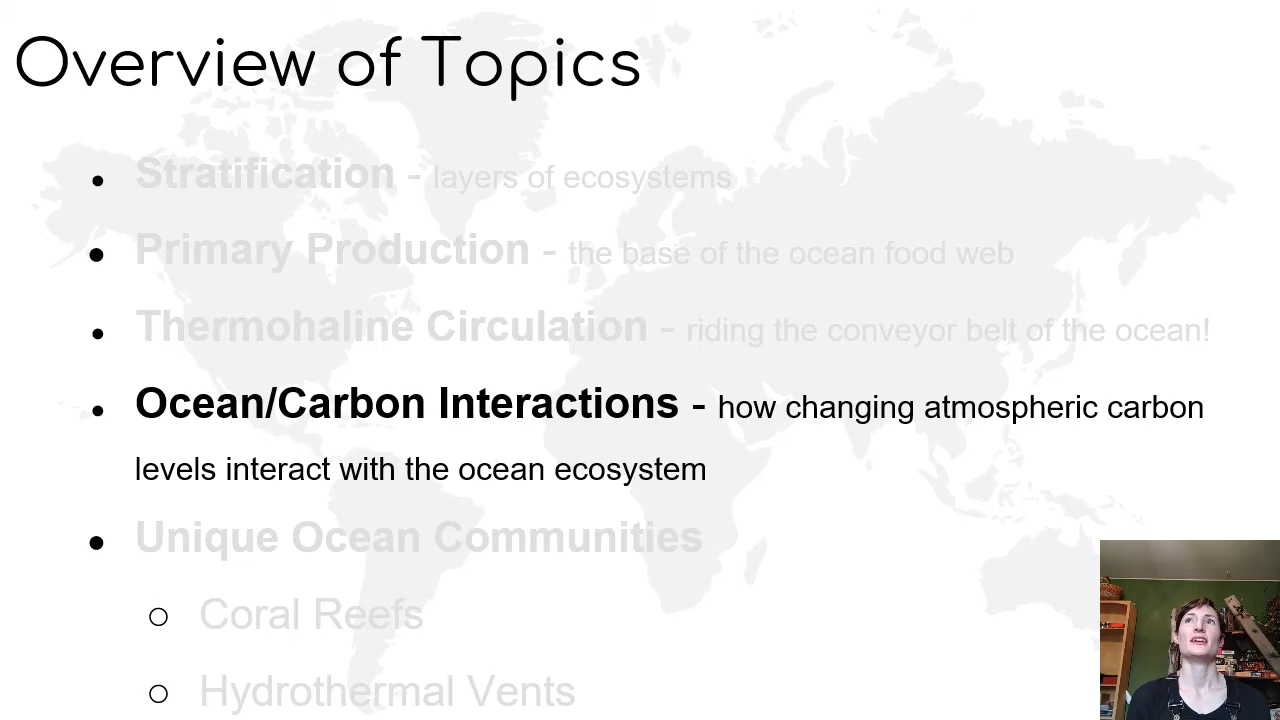 Overview of Topics
Stratification - layers of ecosystems
Primary Production - the base of the ocean food web
Thermohaline Circulation - riding the conveyor belt of the ocean!
Ocean/Carbon Interactions - how changing atmospheric carbon
levels interact with the ocean ecosystem
Unique Ocean Communities
Coral Reefs
Hydrothermal Vents